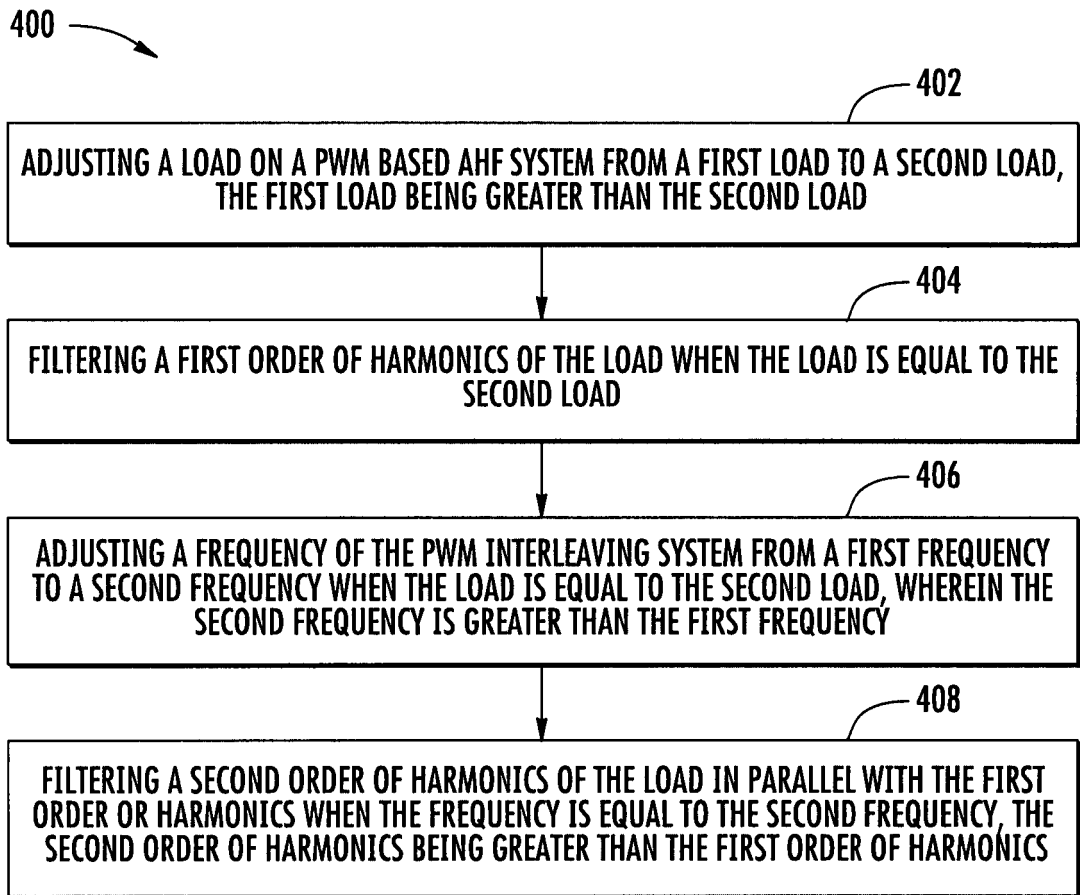 400
402
ADJUSTING A LOAD ON A PWM BASED AHF SYSTEM FROM A FIRST LOAD TO A SECOND LOAD,
THE FIRST LOAD BEING GREATER THAN THE SECOND LOAD
404
FILTERING A FIRST ORDER OF HARMONICS OF THE LOAD WHEN THE LOAD IS EQUAL TO THE
SECOND LOAD
406
ADJUSTING A FREQUENCY OF THE PWM INTERLEAVING SYSTEM FROM A FIRST FREQUENCY
TO A SECOND FREQUENCY WHEN THE LOAD IS EQUAL TO THE SECOND LOAD, WHEREIN THE
SECOND FREQUENCY IS GREATER THAN THE FIRST FREQUENCY
408
FILTERING A SECOND ORDER OF HARMONICS OF THE LOAD IN PARALLEL WITH THE FIRST
ORDER OR HARMONICS WHEN THE FREQUENCY IS EQUAL TO THE SECOND FREQUENCY, THE
SECOND ORDER OF HARMONICS BEING GREATER THAN THE FIRST ORDER OF HARMONICS